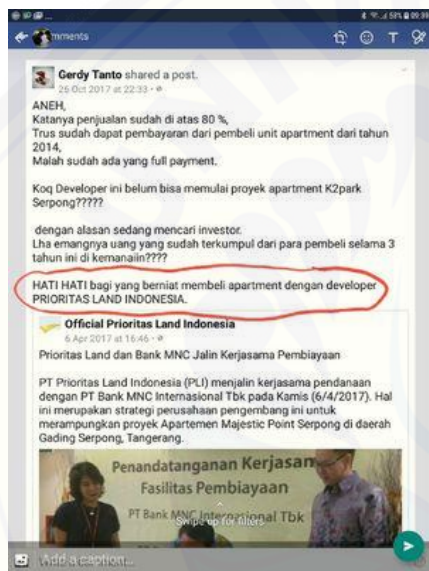 09:39
mments
T
Gerdy Tanto shared a post.
26 Oct 2017 at 22:33
ANEH,
Katanya penjualan sudah di atas 80 %,
Trus sudah dapat pembayaran dari pembeli unit apartment dari tahun
2014,
Malah sudah ada yang full payment.
Koq Developer ini belum bisa memulai proyek apartment K2park
Serpong?????
dengan alasan sedang mencari investor.
Lha emangnya uang yang sudah terkumpul dari para pembeli selama 3
tahun ini di kemanaiin????
HATI HATI bagi yang berniat membeli apartment dengan developer
PRIORITAS LAND INDONESIA.
Official Prioritas Land Indonesia
6 Apr 2017 at 16:46
Prioritas Land dan Bank MNC Jalin Kerjasama Pembiayaan
PT Prioritas Land Indonesia (PLI) menjalin kerjasama pendanaan
dengan PT Bank MNC Internasional Tbk pada Kamis (6/4/2017). Hal
ini merupakan strategi perusahaan pengembang ini untuk
merampungkan proyek Apartemen Majestic Point Serpong di daerah
Gading Serpong, Tangerang.
Penandatanganan Kerjasam
Fasilitas Pembiayaan
PT Bank MNC Internasional Tbk
Swipe up for filters
Add a caption...